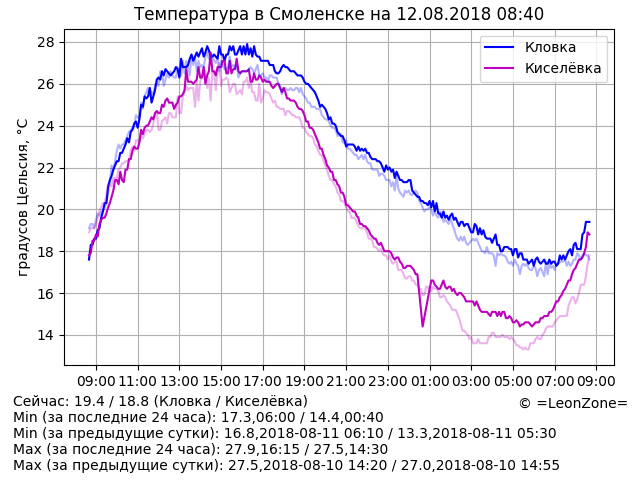 Температура в Смоленске на 12.08.2018 08:40
градусов Цельсия, °C
28
26
24
22
20
18
16
14
Кловка
Киселёвка
09:00 11:00 13:00 15:00 17:00 19:00 21:00 23:00 01:00 03:00 05:00 07:00 09:00
Сейчас: 19.4 / 18.8 (Кловка / Киселёвка)
© =LeonZone=
Min (за последние 24 часа): 17.3,06:00 / 14.4,00:40
Min (за предыдущие сутки): 16.8,2018-08-11 06:10 / 13.3,2018-08-11 05:30
Max (за последние 24 часа): 27.9,16:15 / 27.5,14:30
Max (за предыдущие сутки): 27.5,2018-08-10 14:20 / 27.0,2018-08-10 14:55